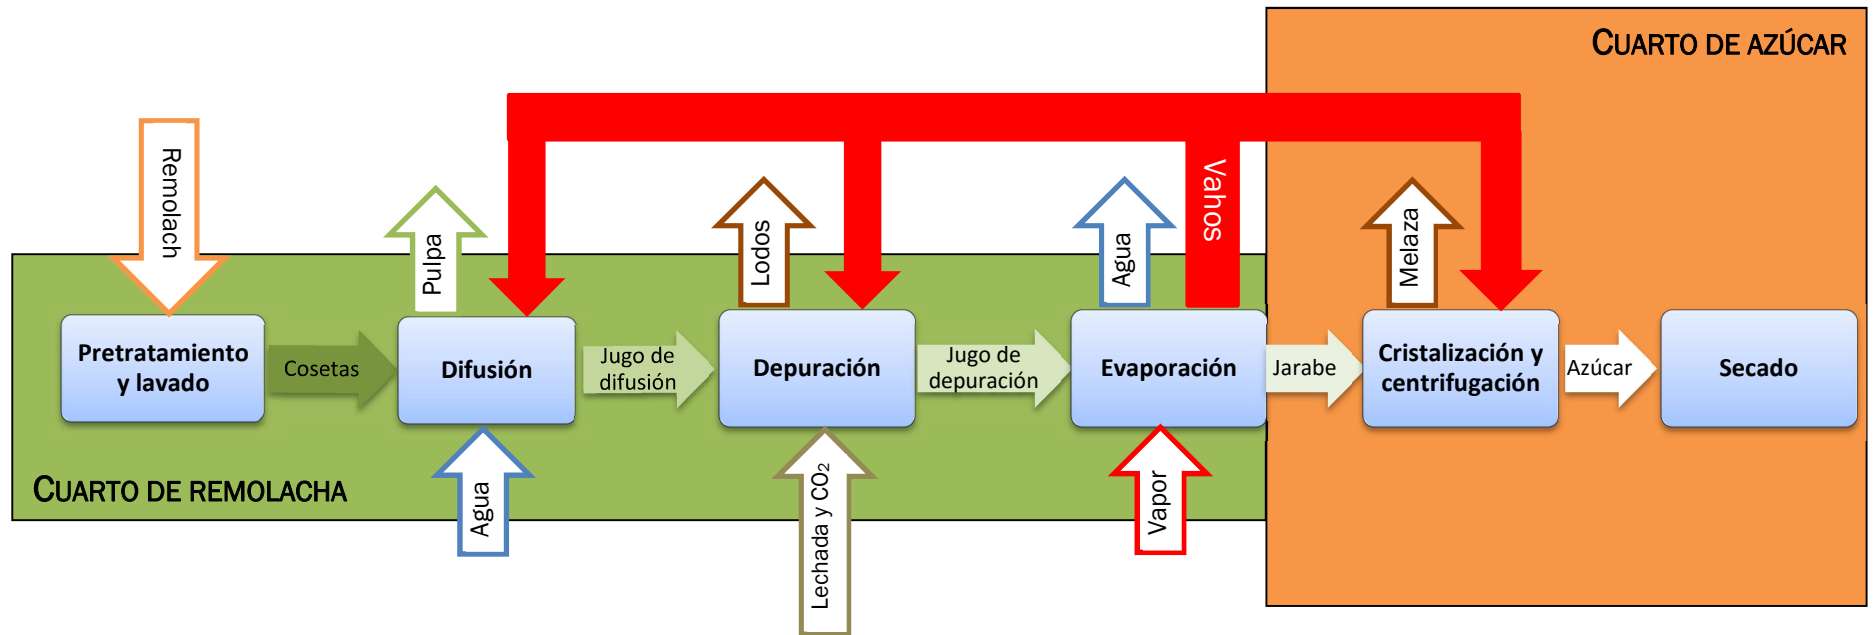 CUARTO DE AZÚCAR
Remolach
Pulpa
Lodos
Agua
Vahos
Melaza
Pretratamiento
y lavado
Cosetas
Difusión
Jugo de
difusión
Depuración
Jugo de
depuración
Evaporación
Jarabe
Cristalización y
centrifugación
Azúcar
Secado
CUARTO DE REMOLACHA
Agua
Lechada y CO₂
Vapor